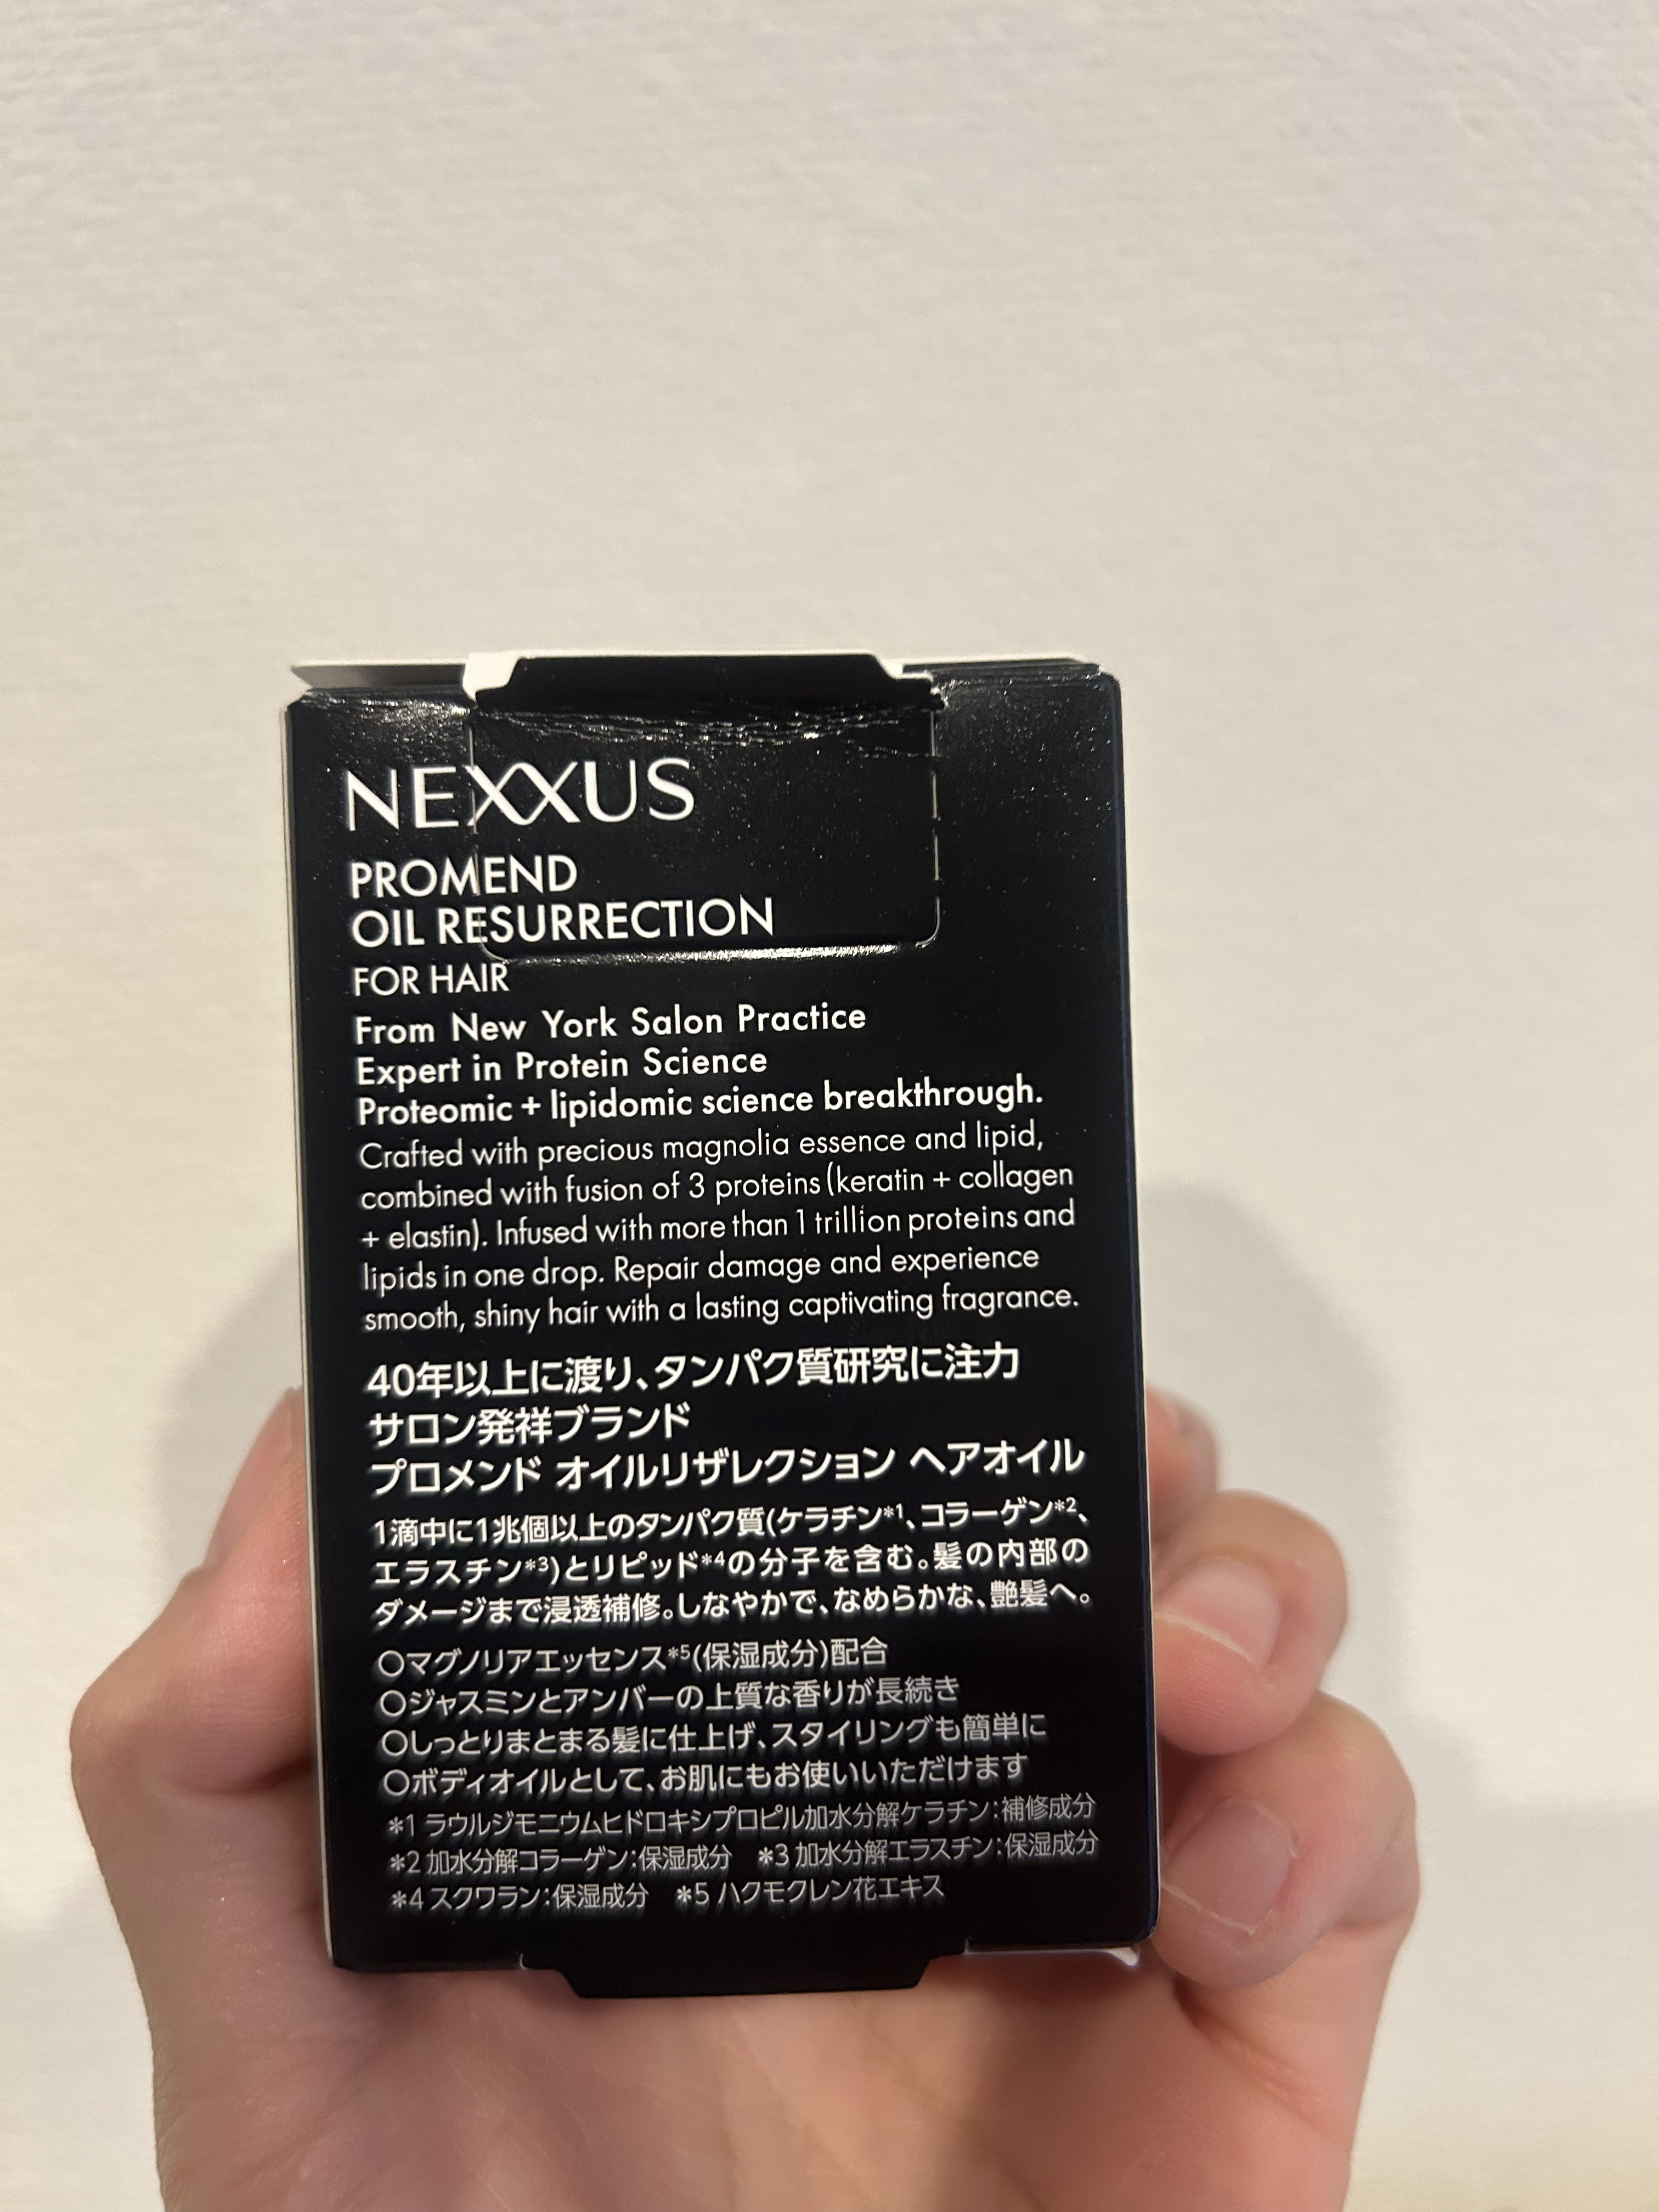 NEXXUS
PROMEND
OIL RESURRECTION
FOR HAIR
From New York Salon Practice
Expert in Protein Science
Proteomic + lipidomic science breakthrough.
Crafted with precious magnolia essence and lipid,
combined with fusion of 3 proteins (keratin + collagen
+ elastin). Infused with more than 1 trillion proteins and
lipids in one drop. Repair damage and experience
smooth, shiny hair with a lasting captivating fragrance.
40年以上に渡り、タンパク質研究に注力
サロン発祥ブランド
プロメンド オイルリザレクション ヘアオイル
1滴中に1兆個以上のタンパク質(ケラチン*1、コラーゲン*2、
エラスチン*3)とリピッド*4の分子を含む。髪の内部の
ダメージまで浸透補修。しなやかで、なめらかな、艶髪へ。
○マグノリアエッセンス*5(保湿成分)配合
○ジャスミンとアンバーの上質な香りが長続き
○しっとりまとまる髪に仕上げ、スタイリングも簡単に
○ボディオイルとして、お肌にもお使いいただけます
*1 ラウルジモニウムヒドロキシプロピル加水分解ケラチン:補修成分
*2 加水分解コラーゲン:保湿成分 *3 加水分解エラスチン:保湿成分
*4 スクワラン:保湿成分 *5 ハクモクレン花エキス